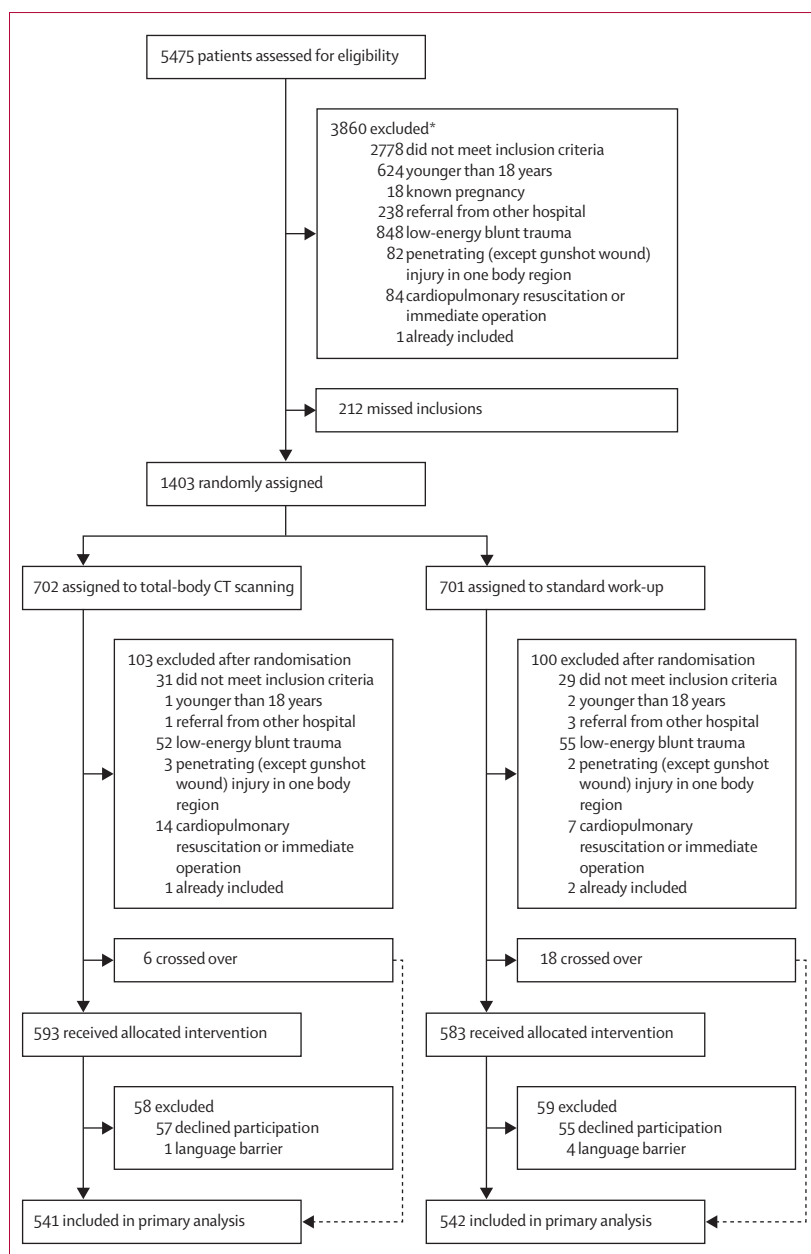 5475 patients assessed for eligibility
3860 excluded*
2778 did not meet inclusion criteria
624 younger than 18 years
18 known pregnancy
238 referral from other hospital
848 low-energy blunt trauma
82 penetrating (except gunshot wound)
injury in one body region
84 cardiopulmonary resuscitation or
immediate operation
1 already included
212 missed inclusions
1403 randomly assigned
702 assigned to total-body CT scanning
701 assigned to standard work-up
103 excluded after randomisation
31 did not meet inclusion criteria
1 younger than 18 years
1 referral from other hospital
52 low-energy blunt trauma
3 penetrating (except gunshot
wound) injury in one body
region
14 cardiopulmonary
resuscitation or immediate
operation
1 already included
100 excluded after randomisation
29 did not meet inclusion criteria
2 younger than 18 years
3 referral from other hospital
55 low-energy blunt trauma
2 penetrating (except gunshot
wound) injury in one body
region
7 cardiopulmonary
resuscitation or immediate
operation
2 already included
6 crossed over
18 crossed over
593 received allocated intervention
583 received allocated intervention
58 excluded
57 declined participation
1 language barrier
59 excluded
55 declined participation
4 language barrier
541 included in primary analysis
542 included in primary analysis